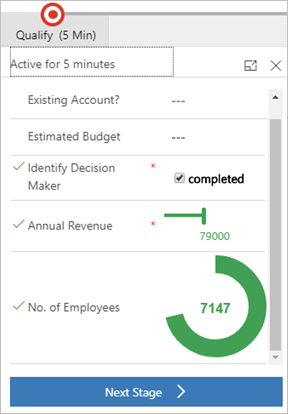 Qualify (5 Min)
Active for 5 minutes
Existing Account? ---
Estimated Budget ---
Identify Decision Maker * completed
Annual Revenue * 79000
No. of Employees 7147
Next Stage